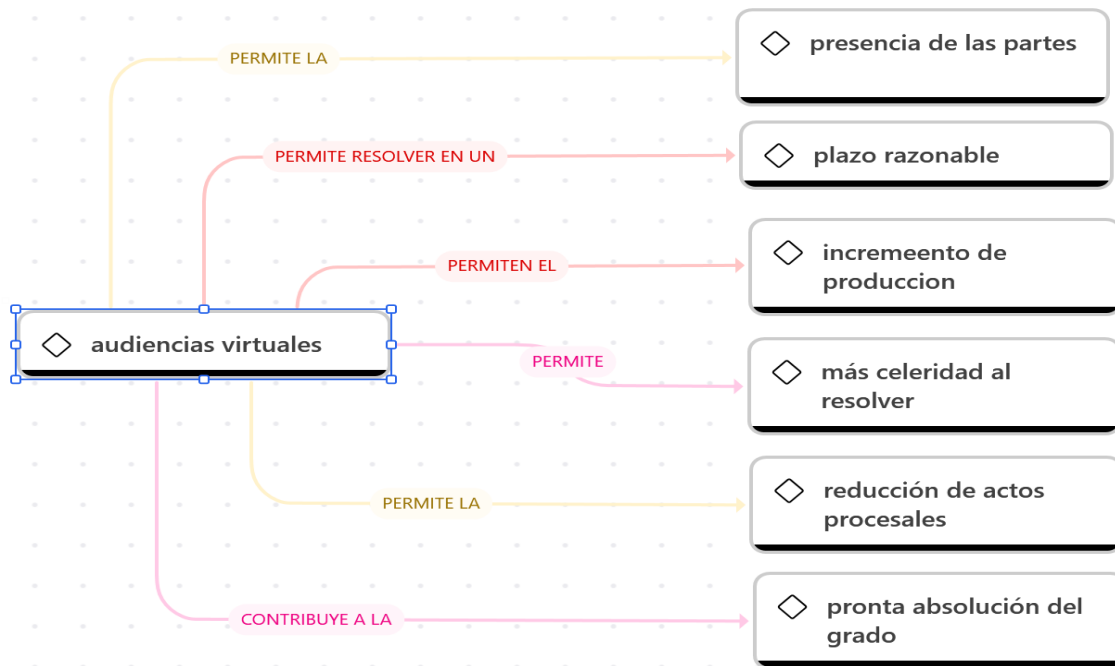 PERMITE LA
presencia de las partes
PERMITE RESOLVER EN UN
plazo razonable
PERMITEN EL
incremeento de
produccion
audiencias virtuales
PERMITE
más celeridad al
resolver
PERMITE LA
reducción de actos
procesales
CONTRIBUYE A LA
pronta absolución del
grado